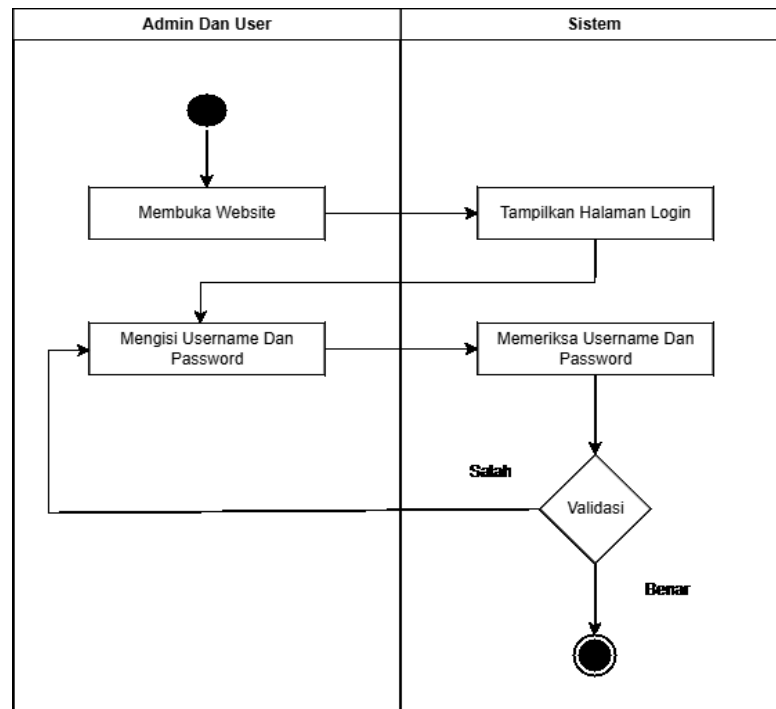 Admin Dan User
Sistem
Membuka Website
Tampilkan Halaman Login
Mengisi Username Dan
Password
Memeriksa Username Dan
Password
Salah
Validasi
Benar